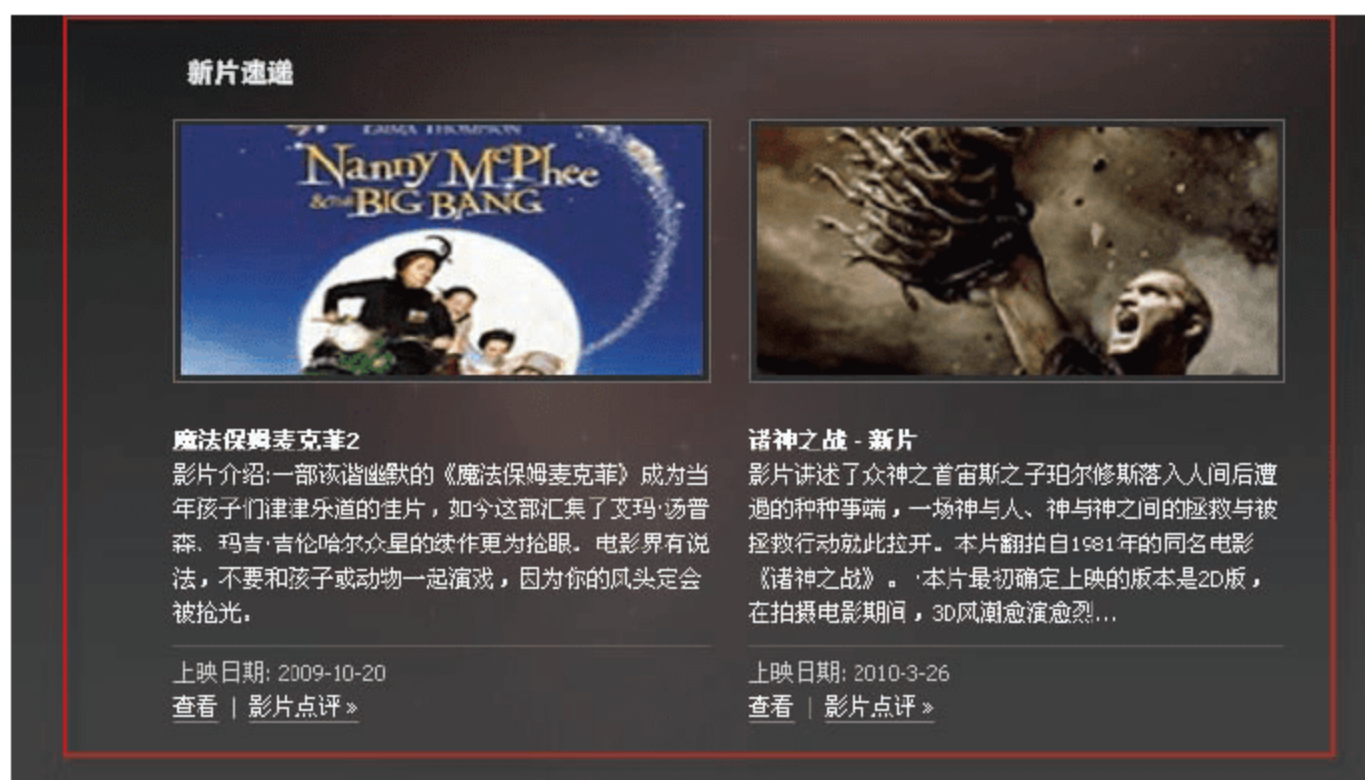 新片速递
EMMA THOMPSON
Nanny McPhee
& THE BIG BANG
魔法保姆麦克菲2
影片介绍:一部诙谐幽默的《魔法保姆麦克菲》成为当
年孩子们津津乐道的佳片，如今这部汇集了艾玛·汤普
森、玛吉·吉伦哈尔众星的续作更为抢眼。电影界有说
法，不要和孩子或动物一起演戏，因为你的风头定会
被抢光。
上映日期: 2009-10-20
查看 | 影片点评 »
诸神之战 - 新片
影片讲述了众神之首宙斯之子珀尔修斯落入人间后遭
遇的种种事端，一场神与人、神与神之间的拯救与被
拯救行动就此拉开。本片翻拍自1981年的同名电影
《诸神之战》。·本片最初确定上映的版本是2D版，
在拍摄电影期间，3D风潮愈演愈烈...
上映日期: 2010-3-26
查看 | 影片点评 »